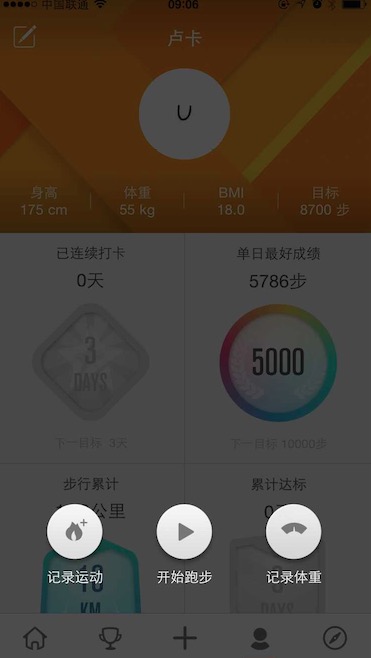 中国联通 09:06
卢卡
身高 体重 BMI 目标
175 cm 55 kg 18.0 8700 步
已连续打卡 单日最好成绩
0天 5786步
3
DAYS
5000
下一目标 3天 下一目标 10000步
步行累计 累计达标
公里
KM
DAYS
记录运动 开始跑步 记录体重